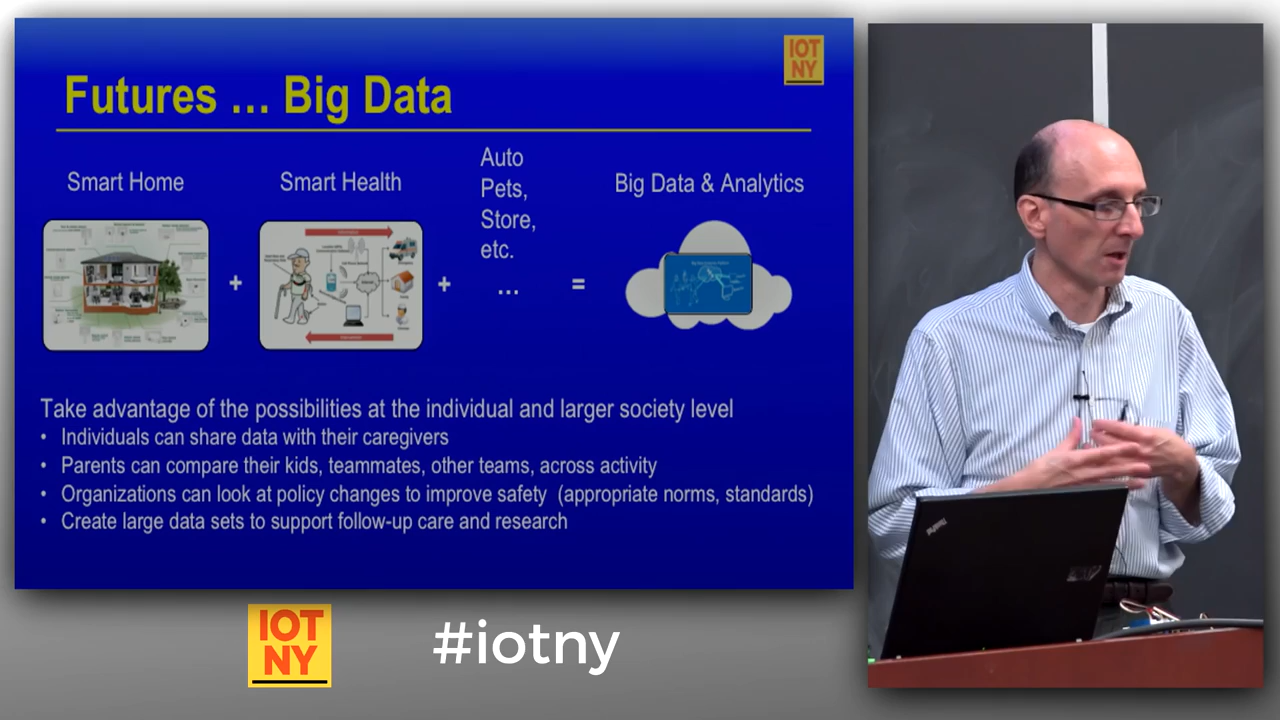 IOT
NY
Futures ... Big Data
Smart Home
Smart Health
Auto
Pets,
Store,
etc.
Big Data & Analytics
+
+
...
=
Take advantage of the possibilities at the individual and larger society level
• Individuals can share data with their caregivers
• Parents can compare their kids, teammates, other teams, across activity
• Organizations can look at policy changes to improve safety (appropriate norms, standards)
• Create large data sets to support follow-up care and research
IOT
NY
#iotny
ThinkPad